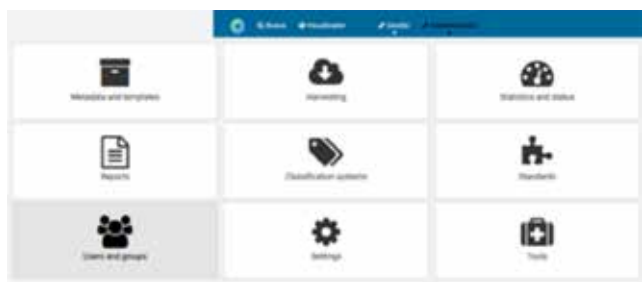 Metadata and templates
Harvesting
Statistics and status
Reports
Classification systems
Standards
Users and groups
Settings
Tools